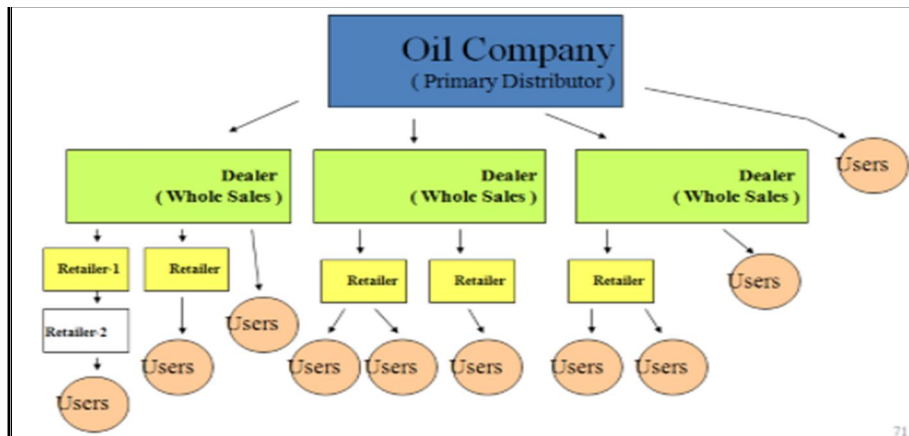 Oil Company
( Primary Distributor )
Users
Dealer
( Whole Sales )
Dealer
( Whole Sales )
Dealer
( Whole Sales )
Retailer-1
Retailer
Retailer
Retailer
Retailer
Users
Retailer-2
Users
Users
Users
Users
Users
Users
Users
Users
71